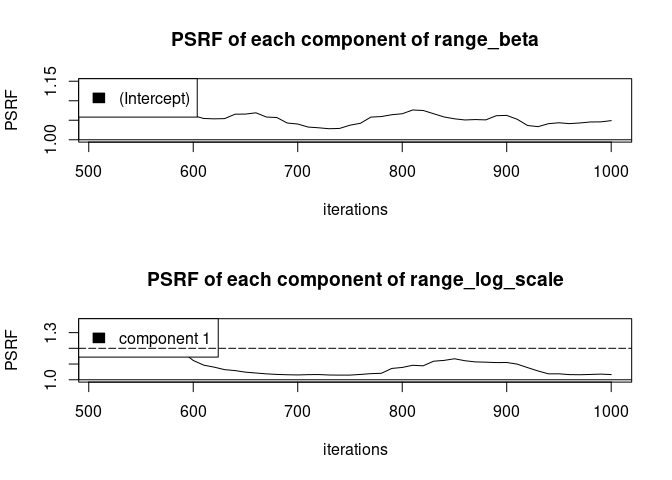 PSRF of each component of range_beta
PSRF
1.15
1.00
(Intercept)
500 600 700 800 900 1000
iterations
PSRF of each component of range_log_scale
PSRF
1.3
1.0
component 1
500 600 700 800 900 1000
iterations